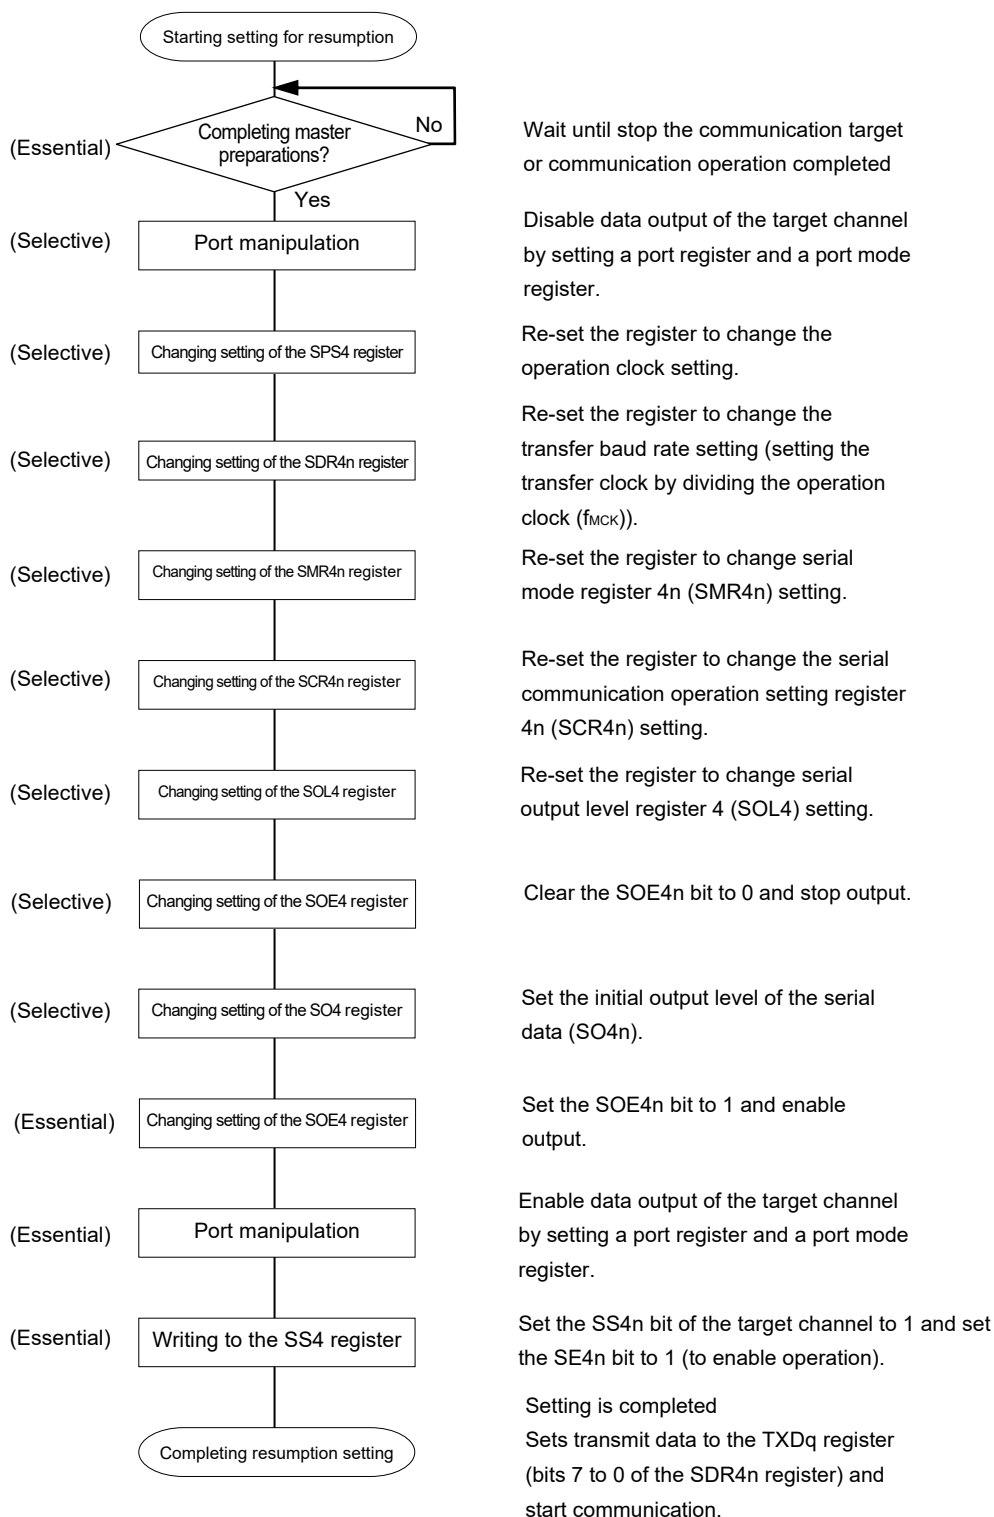 Starting setting for resumption
(Essential)
Completing master
preparations?
No
Wait until stop the communication target
or communication operation completed
Yes
(Selective)
Port manipulation
Disable data output of the target channel
by setting a port register and a port mode
register.
(Selective)
Changing setting of the SPS4 register
Re-set the register to change the
operation clock setting.
(Selective)
Changing setting of the SDR4n register
Re-set the register to change the
transfer baud rate setting (setting the
transfer clock by dividing the operation
clock (fMCK)).
(Selective)
Changing setting of the SMR4n register
Re-set the register to change serial
mode register 4n (SMR4n) setting.
(Selective)
Changing setting of the SCR4n register
Re-set the register to change the serial
communication operation setting register
4n (SCR4n) setting.
(Selective)
Changing setting of the SOL4 register
Re-set the register to change serial
output level register 4 (SOL4) setting.
(Selective)
Changing setting of the SOE4 register
Clear the SOE4n bit to 0 and stop output.
(Selective)
Changing setting of the SO4 register
Set the initial output level of the serial
data (SO4n).
(Essential)
Changing setting of the SOE4 register
Set the SOE4n bit to 1 and enable
output.
(Essential)
Port manipulation
Enable data output of the target channel
by setting a port register and a port mode
register.
(Essential)
Writing to the SS4 register
Set the SS4n bit of the target channel to 1 and set
the SE4n bit to 1 (to enable operation).
Completing resumption setting
Setting is completed
Sets transmit data to the TXDq register
(bits 7 to 0 of the SDR4n register) and
start communication.